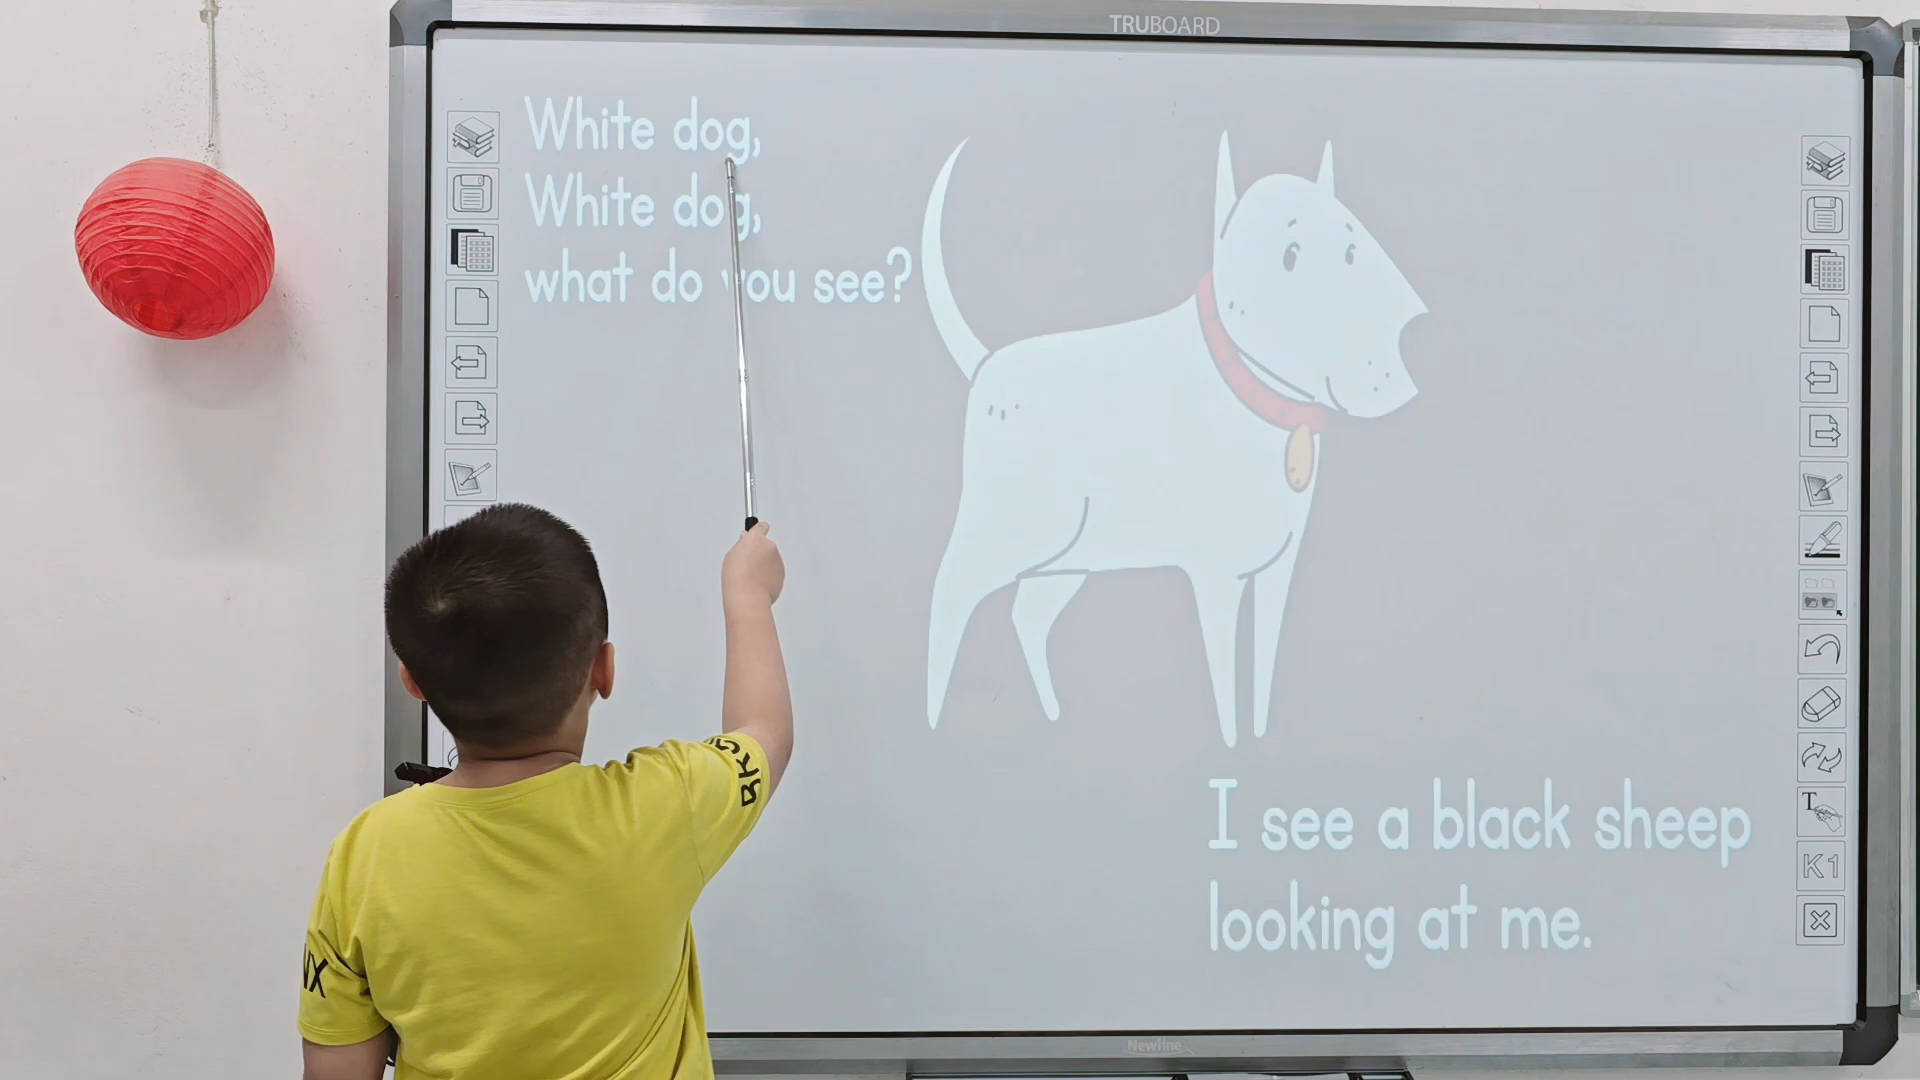 TRUBOARD
White dog,
White dog,
what do you see?
I see a black sheep
looking at me.
T
K1
Newline